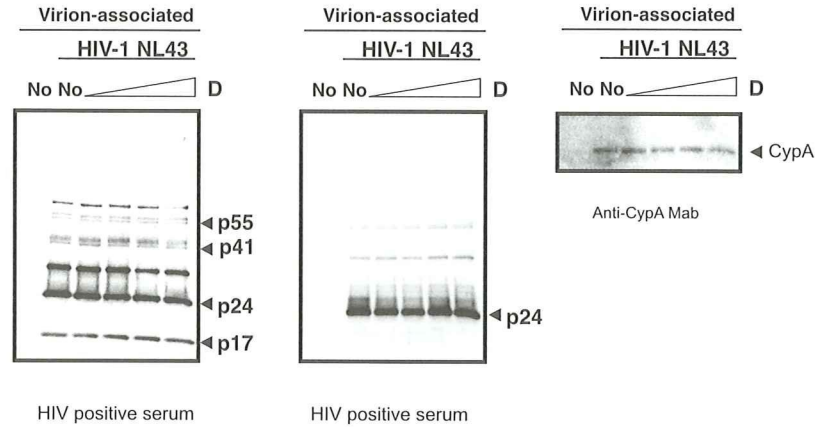 Virion-associated
HIV-1 NL43
No No D
p55
p41
p24
p17
HIV positive serum
Virion-associated
HIV-1 NL43
No No D
p24
HIV positive serum
Virion-associated
HIV-1 NL43
No No D
CypA
Anti-CypA Mab